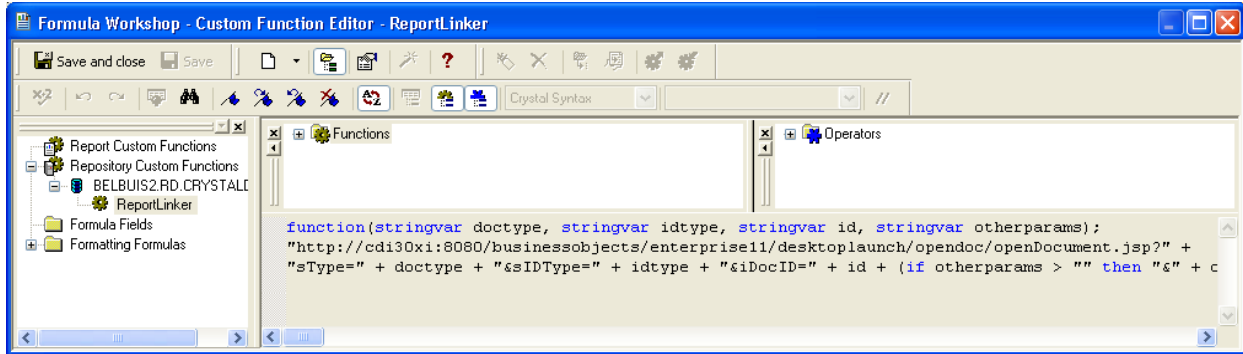 Formula Workshop - Custom Function Editor - ReportLinker
Save and close Save
Crystal Syntax
Report Custom Functions
Repository Custom Functions
BELBUIS2.RD.CRYSTALD
ReportLinker
Formula Fields
Formatting Formulas
Functions
Operators
function(stringvar doctype, stringvar idtype, stringvar id, stringvar otherparams);
"http://cdi30xi:8080/businessobjects/enterprise11/desktoplaunch/opendoc/openDocument.jsp?" +
"sType=" + doctype + "&sIDType=" + idtype + "&iDocID=" + id + (if otherparams > "" then "&" +